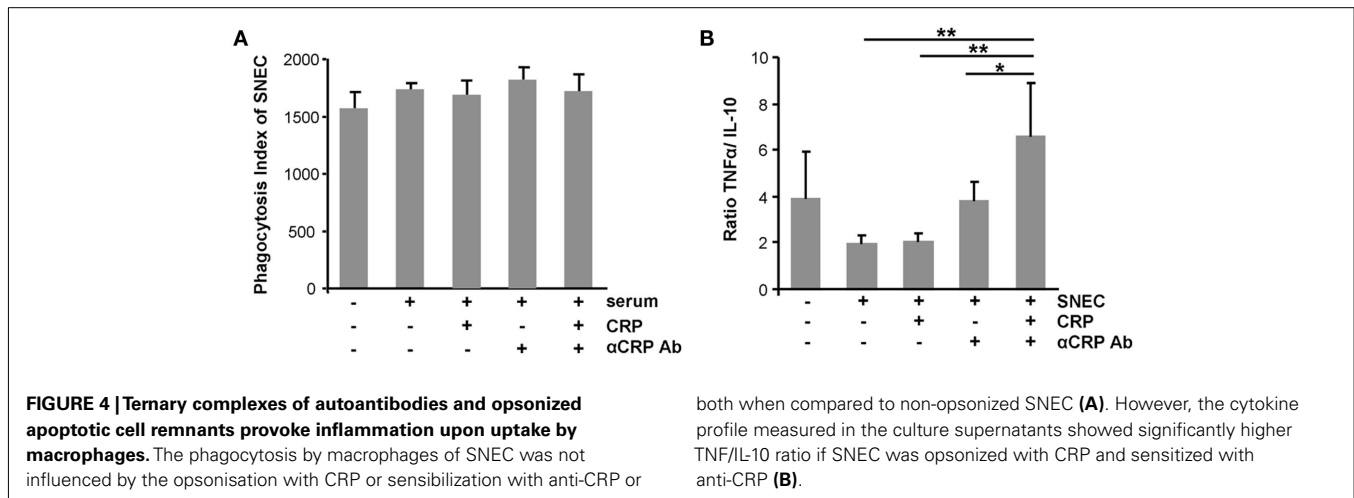 A
Phagocytosis Index of SNEC
2000
1500
1000
500
0
- + + + + serum
- - + - + CRP
- - - + + αCRP Ab
B
Ratio TNFα/ IL-10
**
**
*
10
8
6
4
2
0
- + + + + SNEC
- - + - + CRP
- - - + + αCRP Ab
FIGURE 4 | Ternary complexes of autoantibodies and opsonized
apoptotic cell remnants provoke inflammation upon uptake by
macrophages. The phagocytosis by macrophages of SNEC was not
influenced by the opsonisation with CRP or sensibilization with anti-CRP or
both when compared to non-opsonized SNEC (A). However, the cytokine
profile measured in the culture supernatants showed significantly higher
TNF/IL-10 ratio if SNEC was opsonized with CRP and sensitized with
anti-CRP (B).